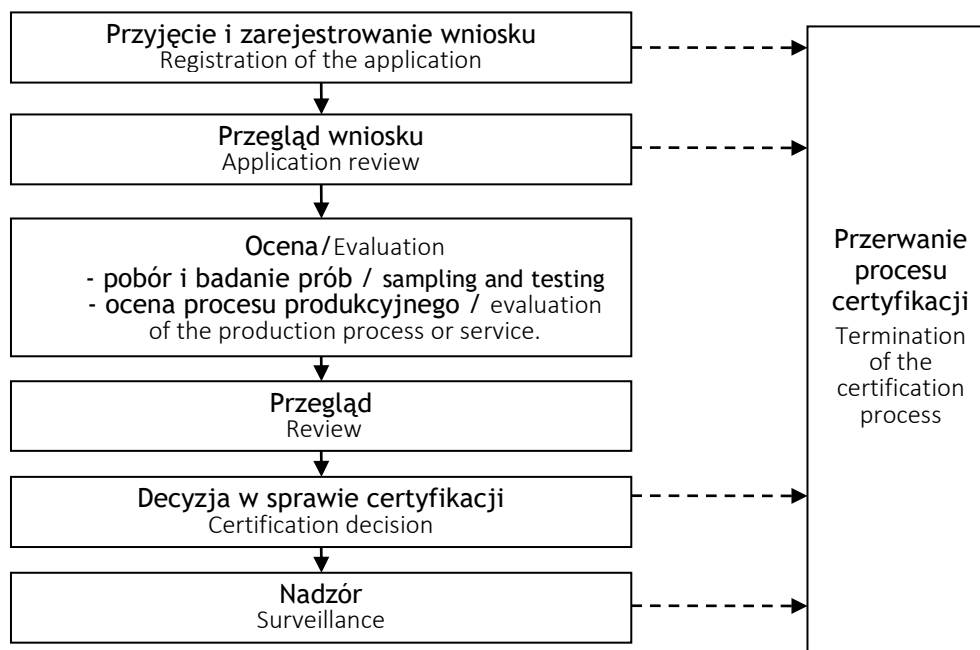 Przyjęcie i zarejestrowanie wniosku
Registration of the application
Przegląd wniosku
Application review
Ocena/Evaluation
- pobór i badanie prób / sampling and testing
- ocena procesu produkcyjnego / evaluation
of the production process or service.
Przegląd
Review
Decyzja w sprawie certyfikacji
Certification decision
Nadzór
Surveillance
Przerwanie
procesu
certyfikacji
Termination
of the
certification
process